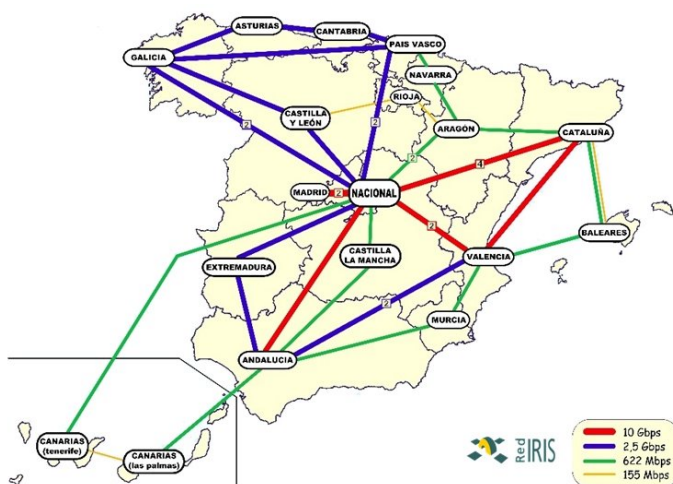 ASTURIAS
CANTABRIA
PAIS VASCO
GALICIA
NAVARRA
RIOJA
CASTILLA
Y LEÓN
2
2
ARAGÓN
CATALUÑA
2
4
MADRID
2
NACIONAL
2
BALEARES
CASTILLA
LA MANCHA
VALENCIA
EXTREMADURA
2
MURCIA
ANDALUCIA
CANARIAS
(tenerife)
CANARIAS
(las palmas)
Red IRIS
10 Gbps
2,5 Gbps
622 Mbps
155 Mbps